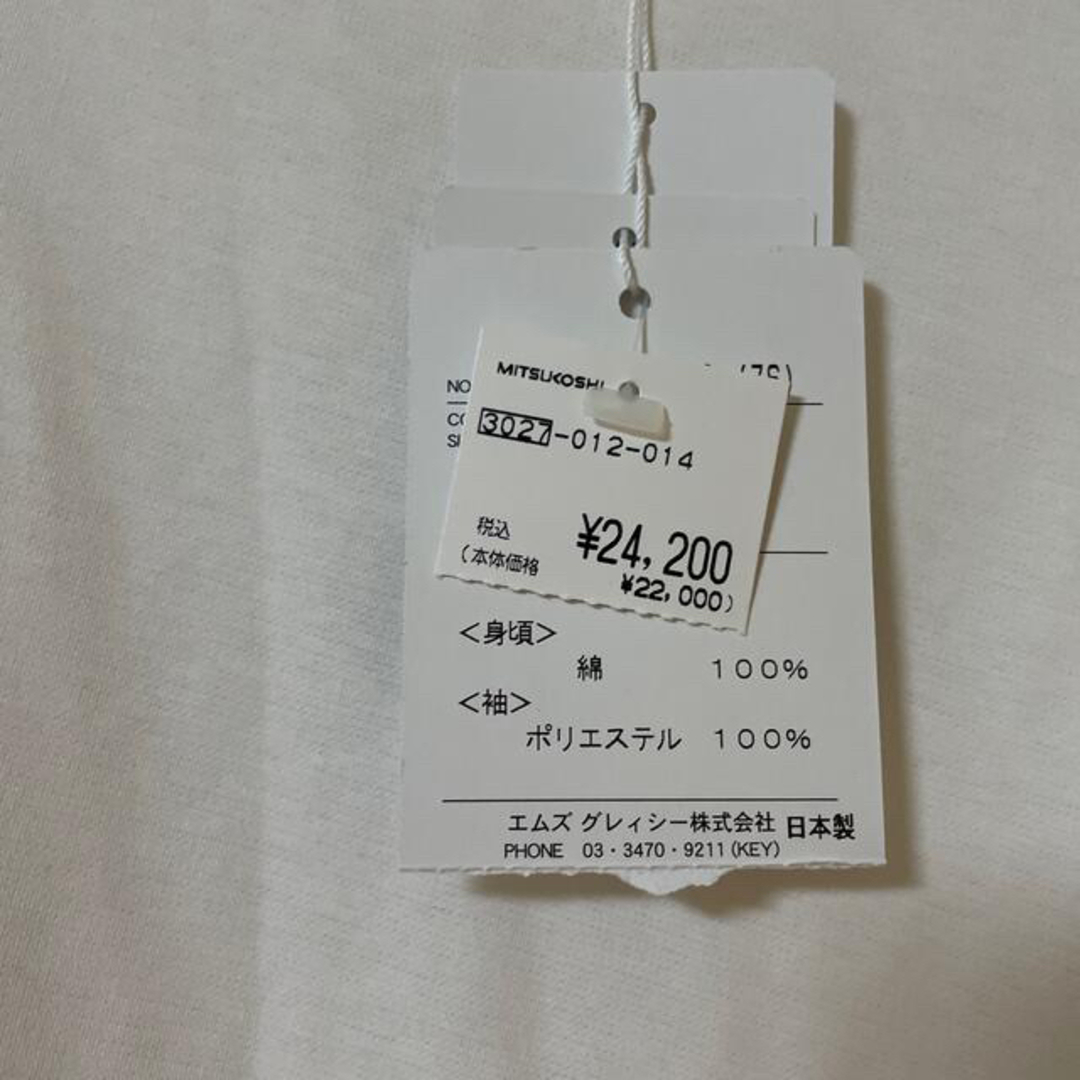 MITSUKOSHI
3027-012-014
税込 ¥24,200
(本体価格 ¥22,000)
NO
<身頃>
綿 100%
<袖>
ポリエステル 100%
エムズ グレィシー株式会社 日本製
PHONE 03・3470・9211(KEY)